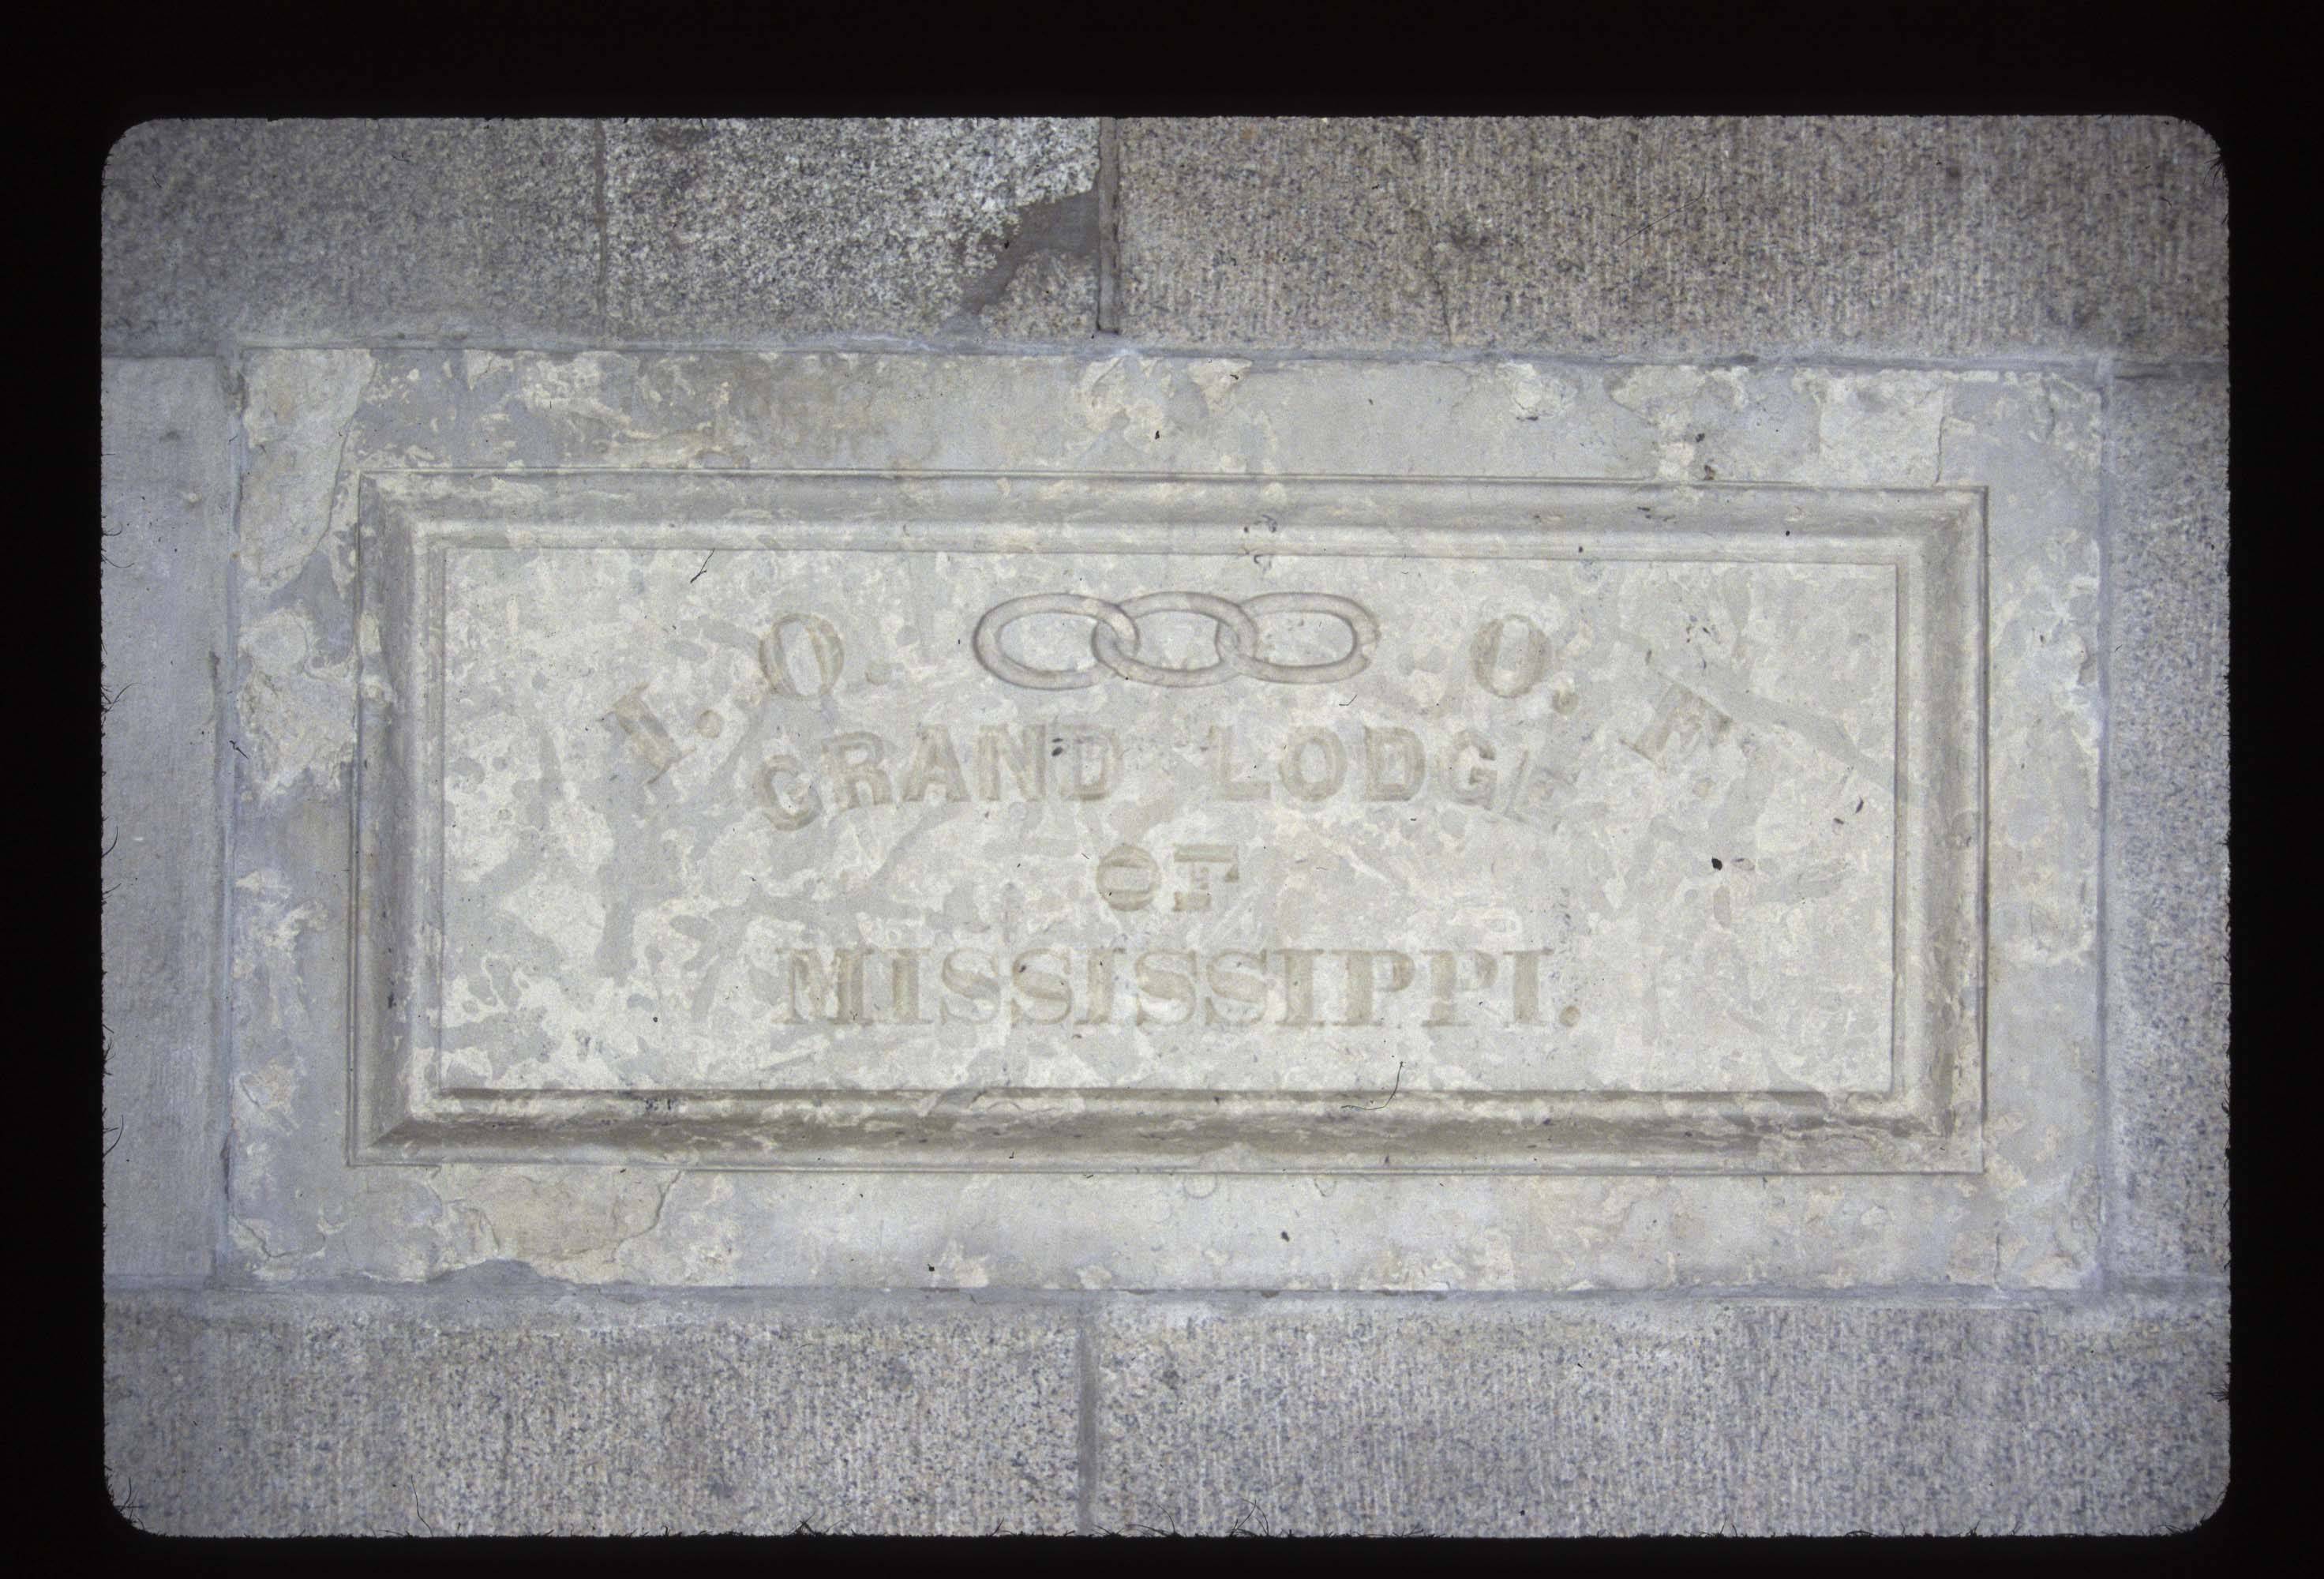 I. O. O. F.
GRAND LODGE
OF
MISSISSIPPI.